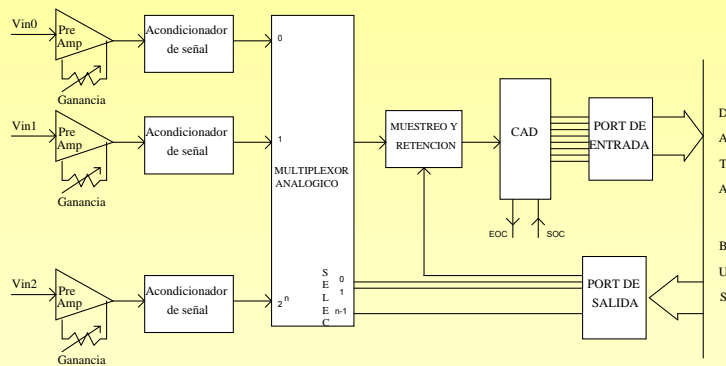 Vin0
Pre
Amp
Ganancia
Acondicionador
de señal
Vin1
Pre
Amp
Ganancia
Acondicionador
de señal
Vin2
Pre
Amp
Ganancia
Acondicionador
de señal
0
1
2 n
MULTIPLEXOR
ANALOGICO
S
E
L
E
C
0
1
n-1
MUESTREO Y
RETENCION
CAD
EOC
SOC
PORT DE
ENTRADA
PORT DE
SALIDA
D
A
T
A
B
U
S